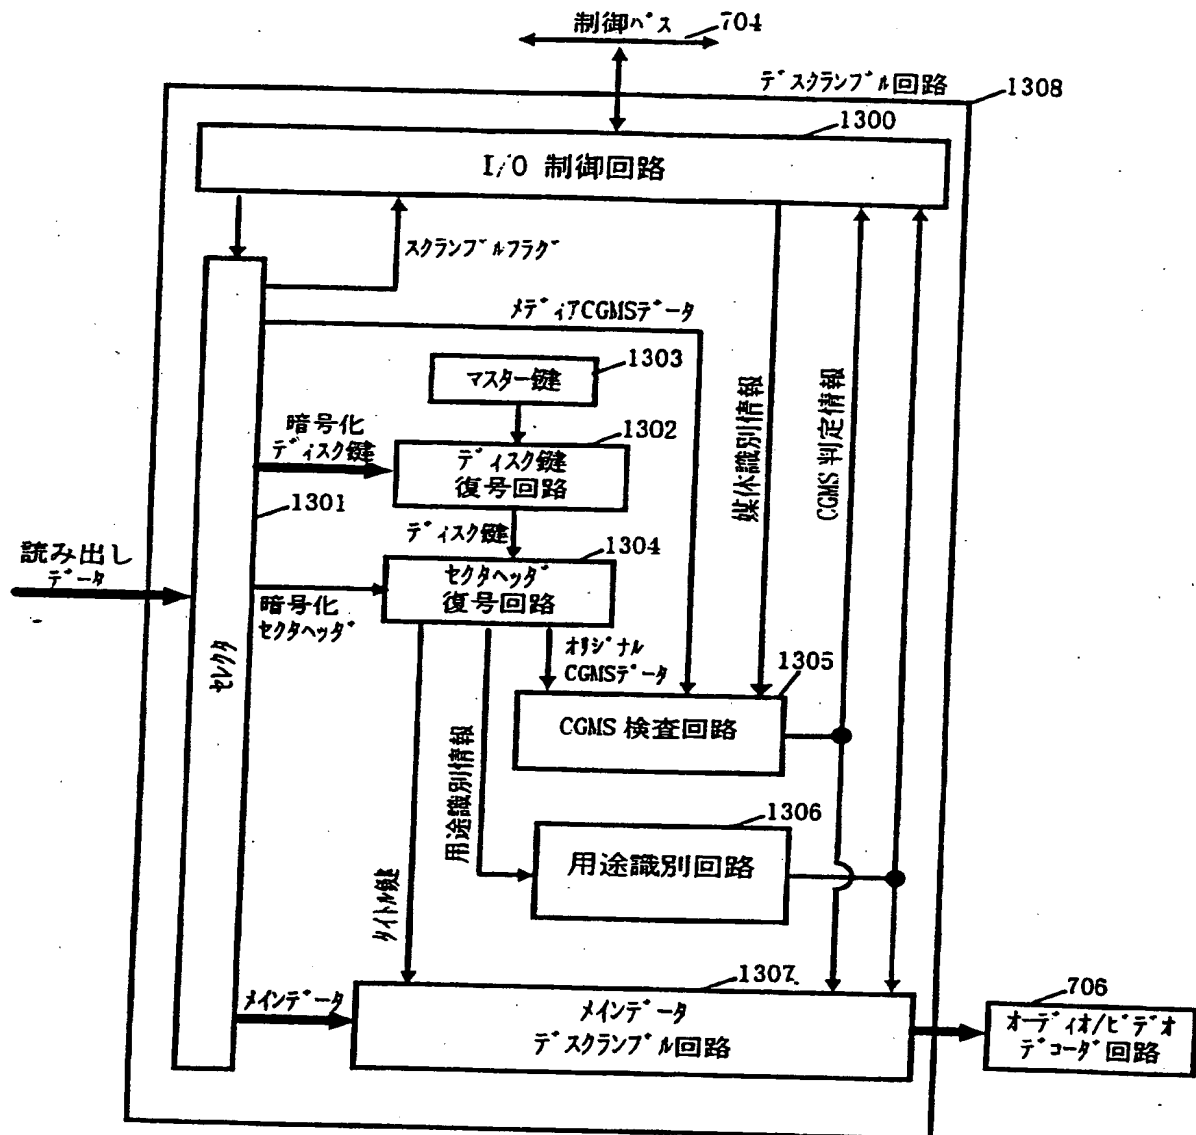 制御バス
704
デスクランブル回路
1308
1300
I/O 制御回路
スクランブルフラグ
メディアCGMSデータ
1303
マスター鍵
媒体識別情報
CGMS 判定情報
暗号化
ディスク鍵
1302
ディスク鍵
復号回路
1301
ディスク鍵
1304
読み出し
データ
セクタヘッダ
復号回路
暗号化
セクタヘッダ
セレクタ
オリジナル
CGMSデータ
1305
CGMS 検査回路
用途識別情報
1306
用途識別回路
タイトル鍵
1307
メインデータ
メインデータ
デスクランブル回路
706
オーディオ/ビデオ
デコーダ回路